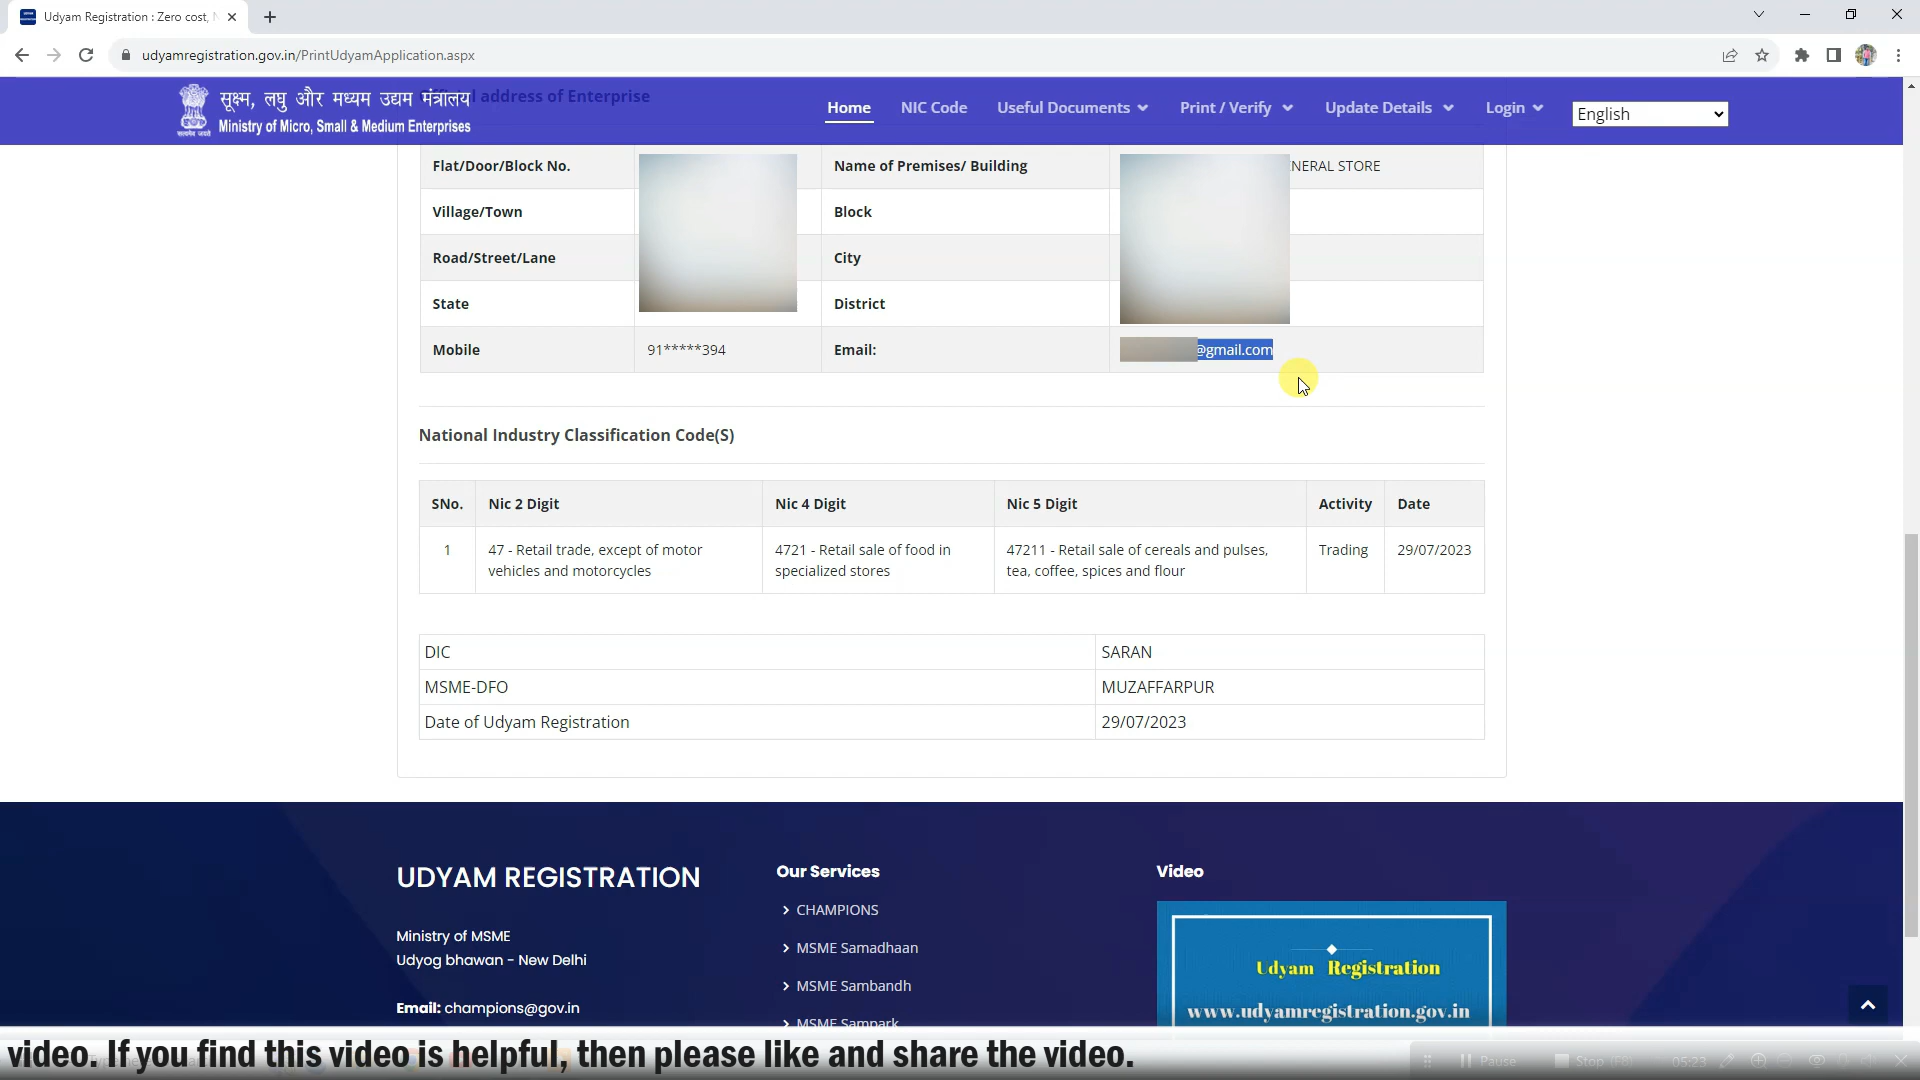 Udyam Registration : Zero cost,
udyamregistration.gov.in/PrintUdyamApplication.aspx
सूक्ष्म, लघु और मध्यम उद्यम मंत्रालय
Ministry of Micro, Small & Medium Enterprises
address of Enterprise
Home NIC Code Useful Documents Print / Verify Update Details Login English
Flat/Door/Block No. Name of Premises/ Building NERAL STORE
Village/Town Block
Road/Street/Lane City
State District
Mobile 91*****394 Email: @gmail.com
National Industry Classification Code(S)
SNo. Nic 2 Digit Nic 4 Digit Nic 5 Digit Activity Date
1 47 - Retail trade, except of motor vehicles and motorcycles 4721 - Retail sale of food in specialized stores 47211 - Retail sale of cereals and pulses, tea, coffee, spices and flour Trading 29/07/2023
DIC SARAN
MSME-DFO MUZAFFARPUR
Date of Udyam Registration 29/07/2023
UDYAM REGISTRATION
Ministry of MSME
Udyog bhawan - New Delhi
Email: champions@gov.in
Our Services
CHAMPIONS
MSME Samadhaan
MSME Sambandh
MSME Sampark
Video
Udyam Registration
www.udyamregistration.gov.in
video. If you find this video is helpful, then please like and share the video.
Pause Stop (F8) 05:23